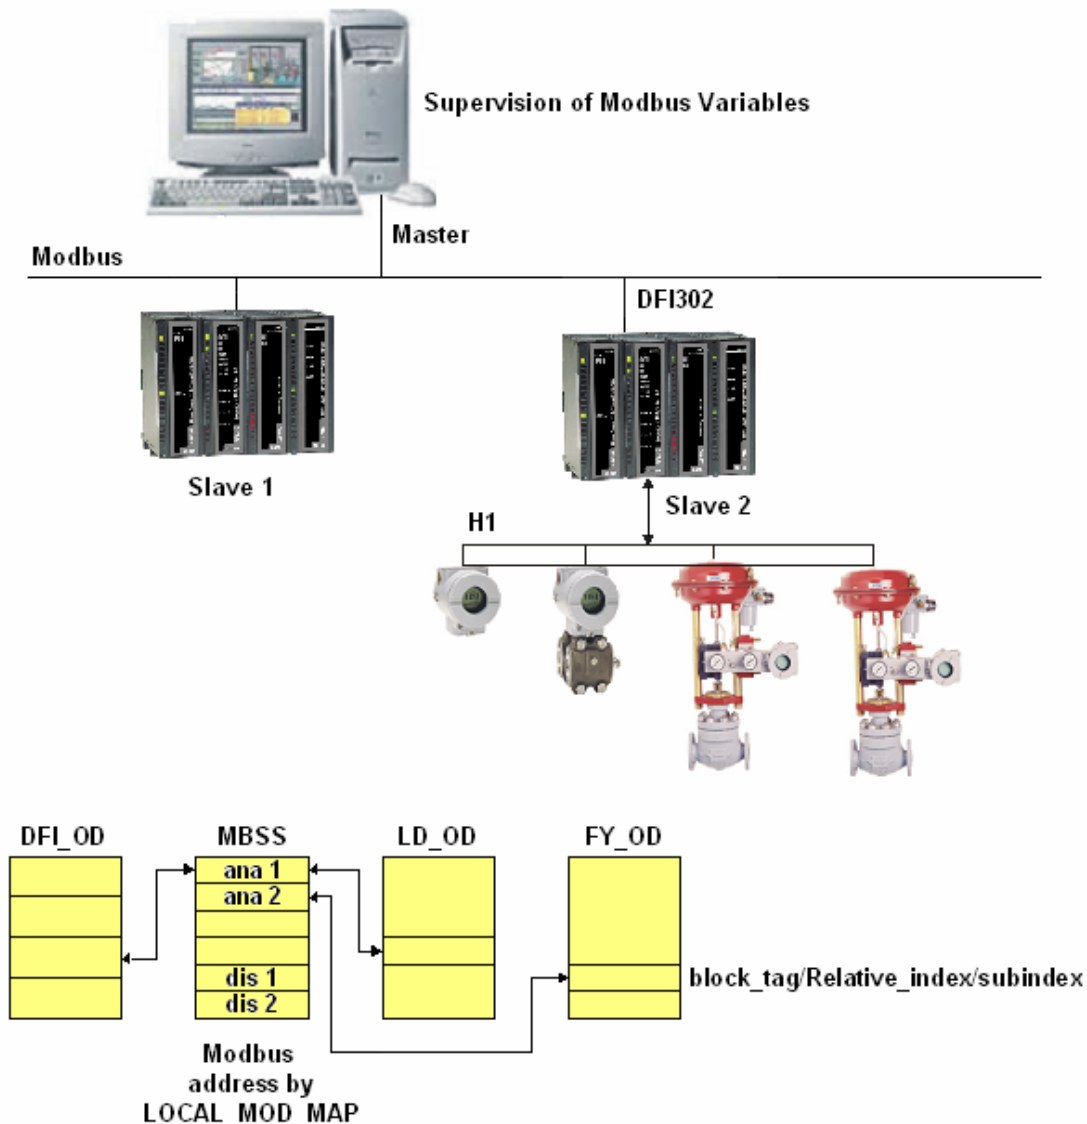 Supervision of Modbus Variables
Master
Modbus
DFI302
Slave 1
Slave 2
H1
DFI_OD
MBSS
LD_OD
FY_OD
ana 1
ana 2
dis 1
dis 2
block_tag/Relative_index/subindex
Modbus
address by
LOCAL_MOD_MAP